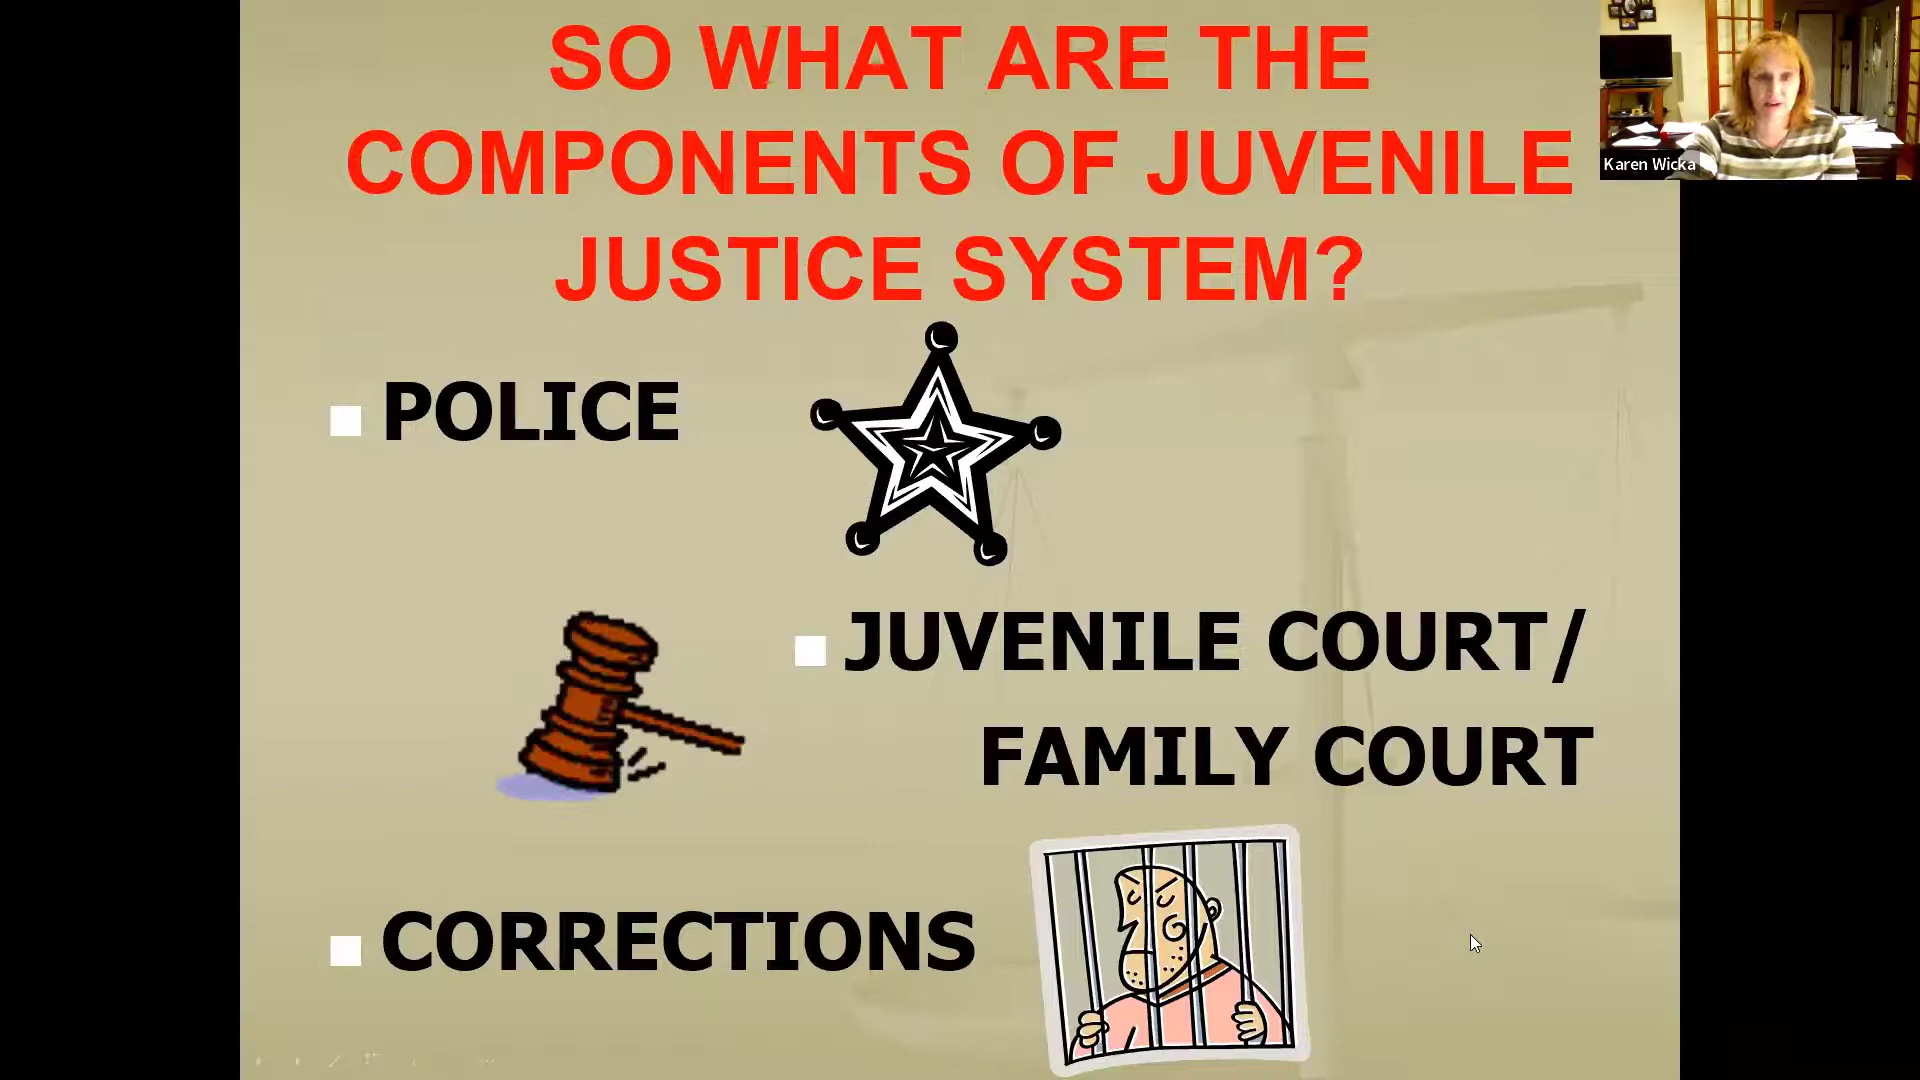 SO WHAT ARE THE
COMPONENTS OF JUVENILE
JUSTICE SYSTEM?
Karen Wicka
POLICE
JUVENILE COURT/
FAMILY COURT
CORRECTIONS